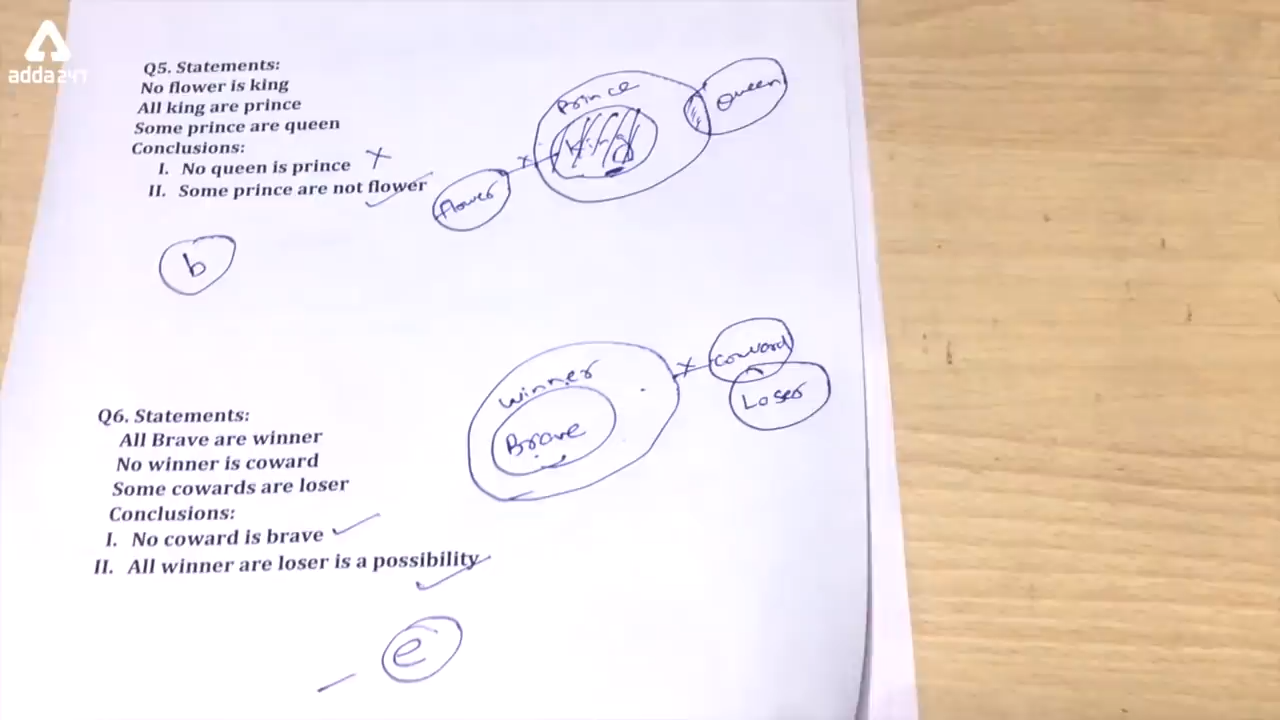 adda247
Q5. Statements:
No flower is king
All king are prince
Some prince are queen
Conclusions:
I. No queen is prince
II. Some prince are not flower
b
Prince
King
Queen
flower
Q6. Statements:
All Brave are winner
No winner is coward
Some cowards are loser
Conclusions:
I. No coward is brave
II. All winner are loser is a possibility
e
Winner
Brave
coward
Loser